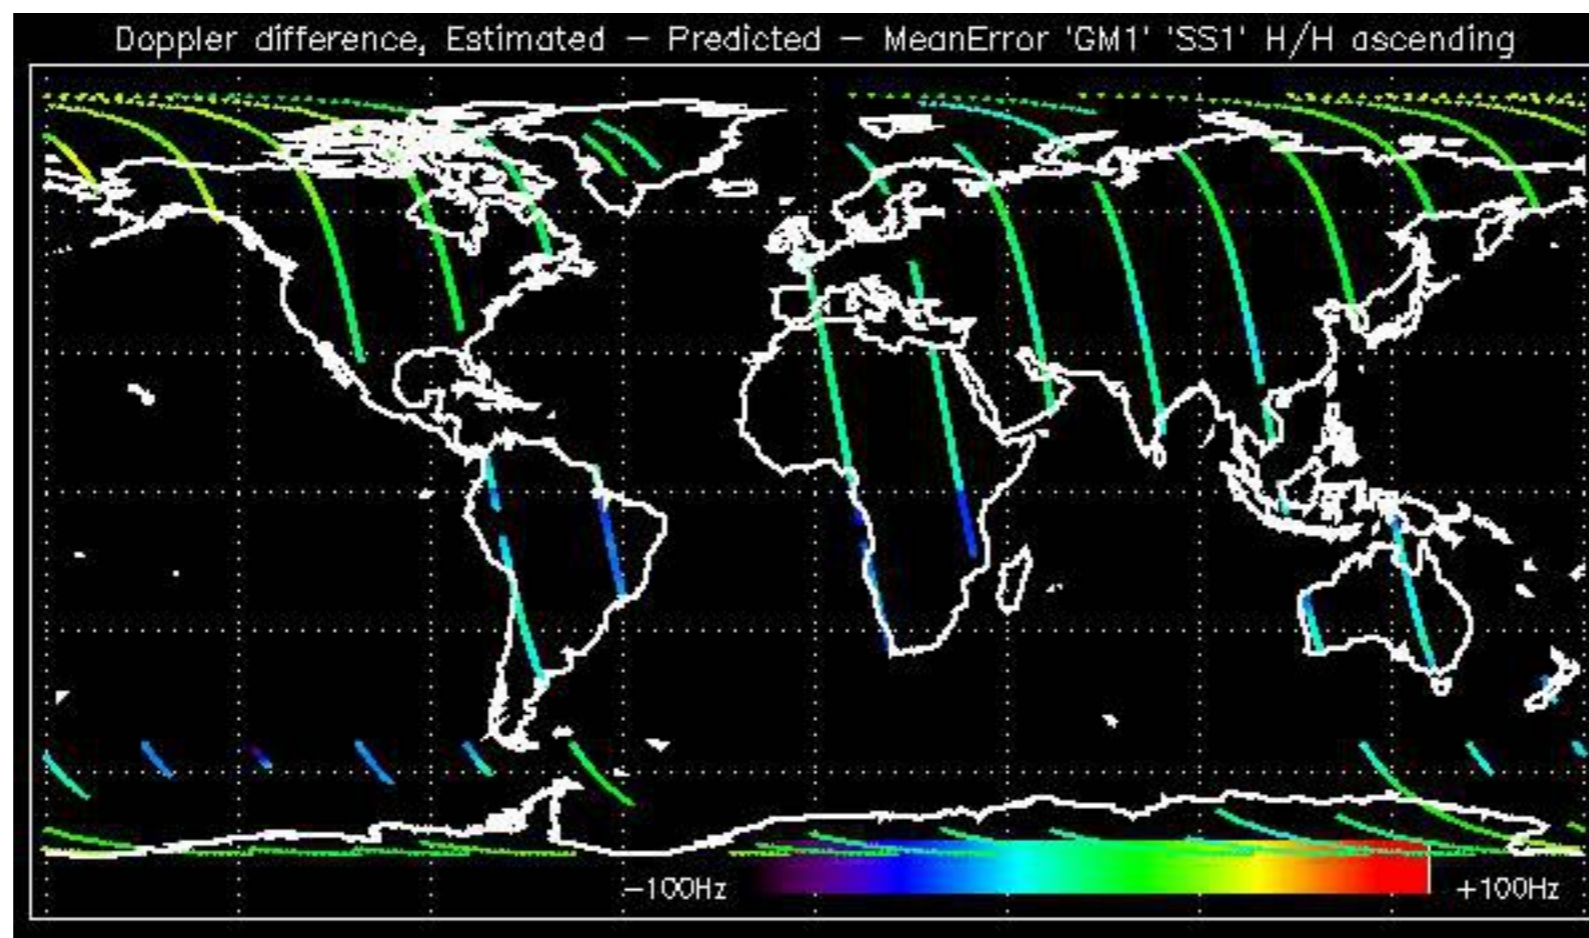 Doppler difference, Estimated – Predicted – MeanError 'GM1' 'SS1' H/H ascending
−100Hz
+100Hz